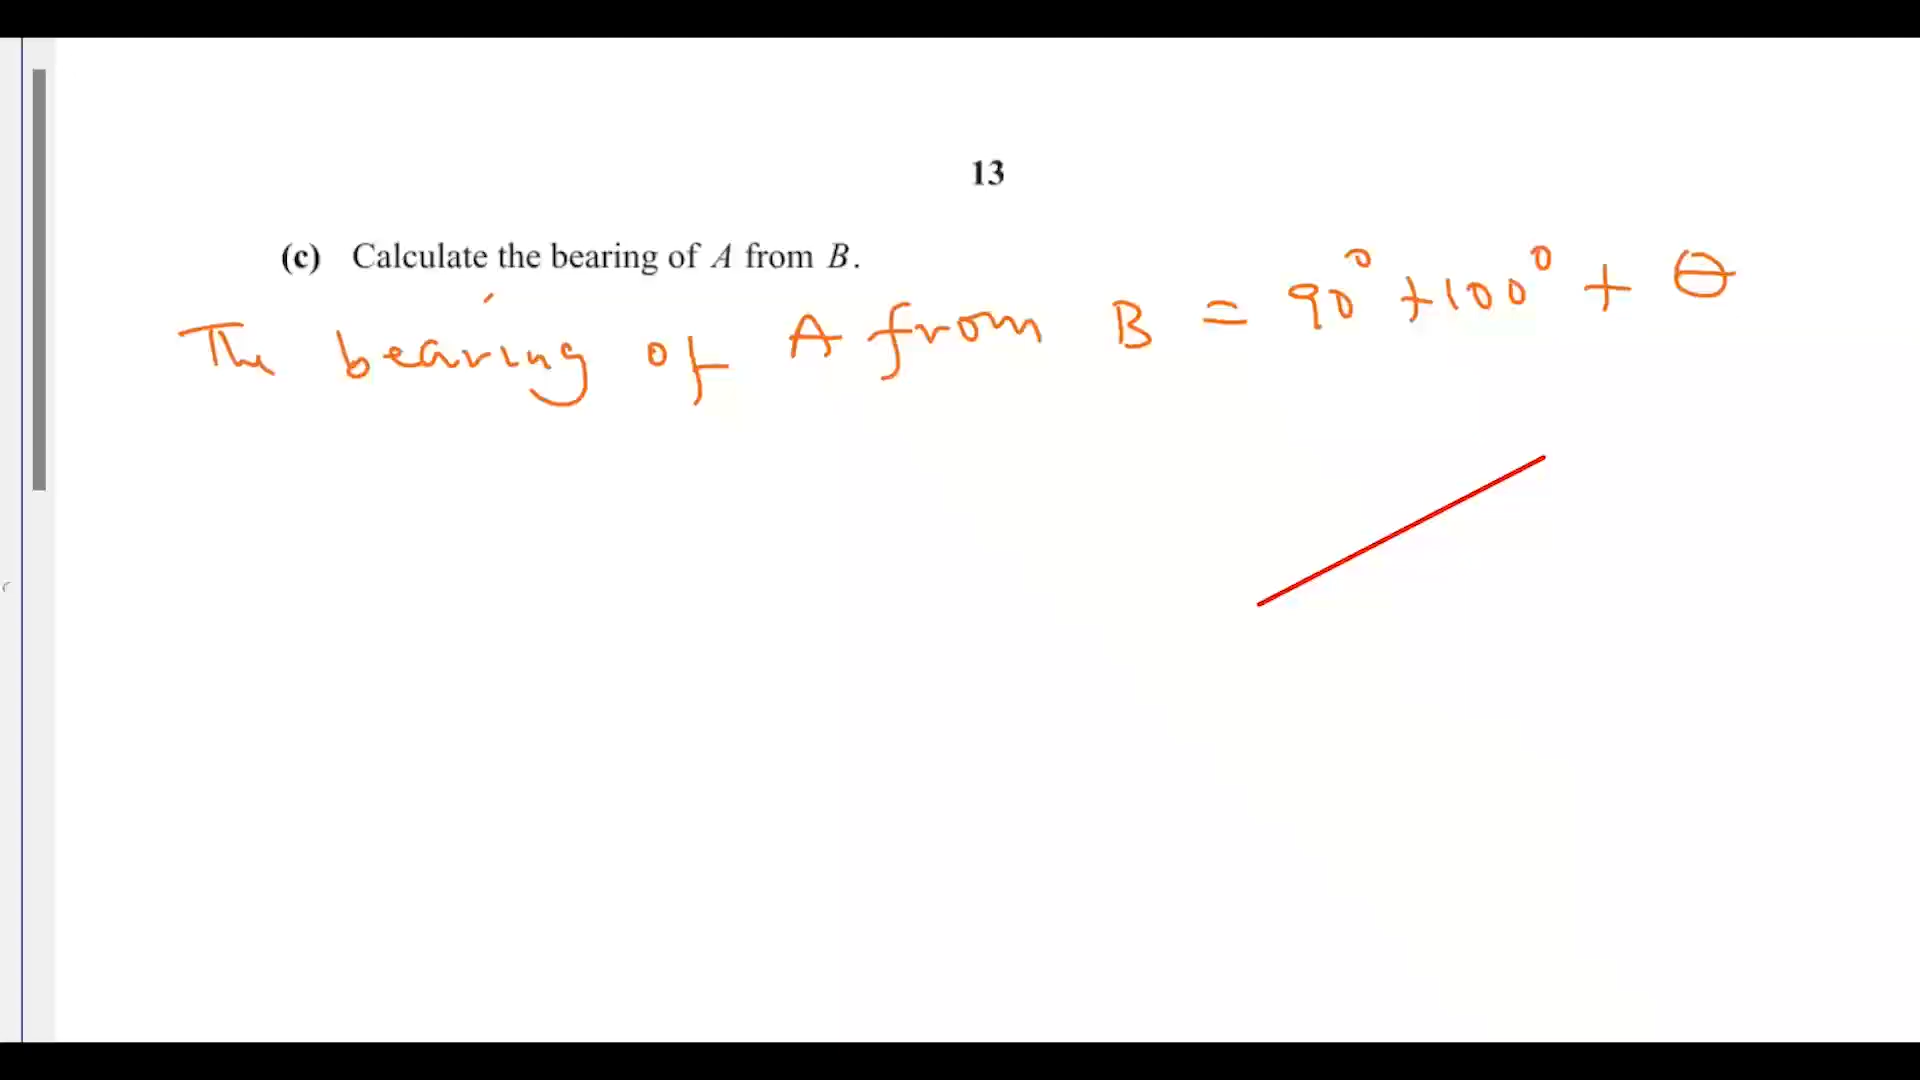 13
(c) Calculate the bearing of A from B.
The bearing of A from B = 90° + 100° + θ